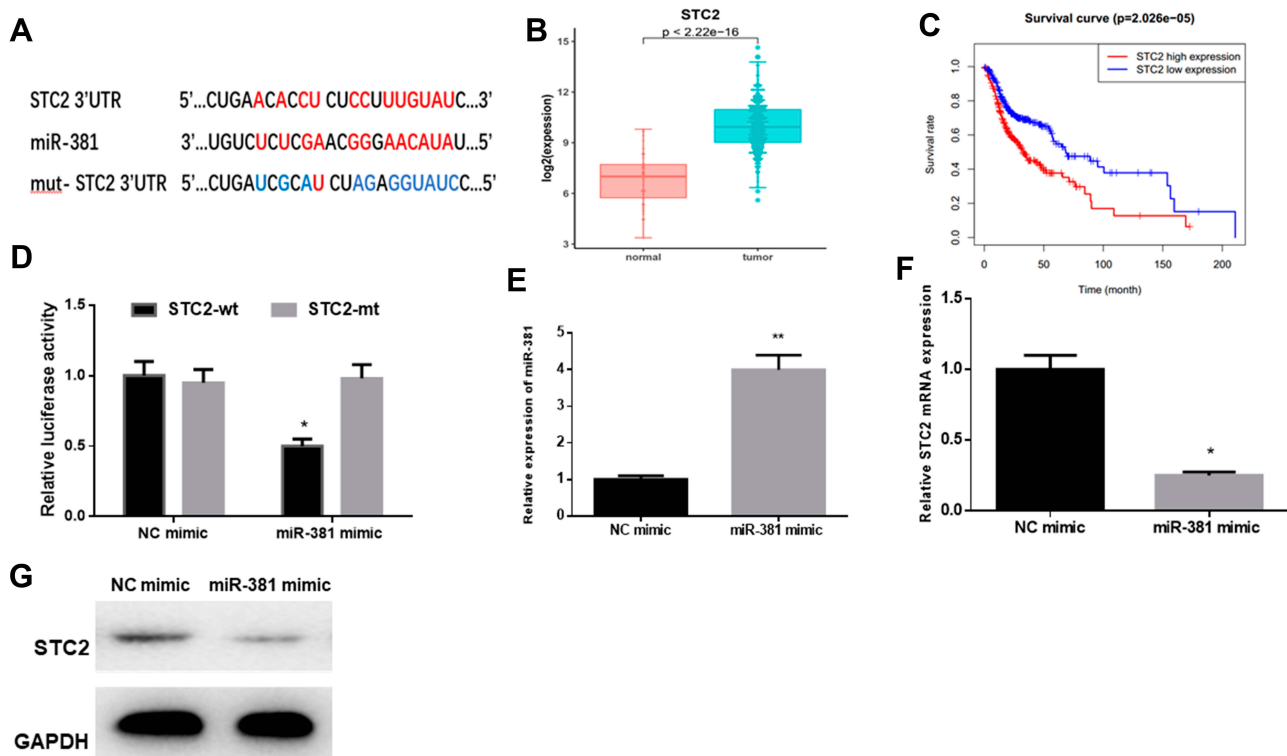 A
STC2 3'UTR 5'...CUGAACACCU CUCCUUUGUAUC...3'
miR-381 3'...UGUCUCUCGAACGGGAACAUAU...5'
mut- STC2 3'UTR 5'...CUGAUCGCAU CUAGAGGUAUCC...5'
B
STC2
p < 2.22e−16
15
12
9
6
3
log2(expession)
normal
tumor
C
Survival curve (p=2.026e−05)
STC2 high expression
STC2 low expression
1.0
0.8
0.6
0.4
0.2
0.0
Survival rate
0 50 100 150 200
Time (month)
D
STC2-wt STC2-mt
1.5
1.0
0.5
0.0
Relative luciferase activity
*
NC mimic miR-381 mimic
E
5
4
3
2
1
0
Relative expression of miR-381
**
NC mimic miR-381 mimic
F
1.5
1.0
0.5
0.0
Relative STC2 mRNA expression
*
NC mimic miR-381 mimic
G
NC mimic miR-381 mimic
STC2
GAPDH